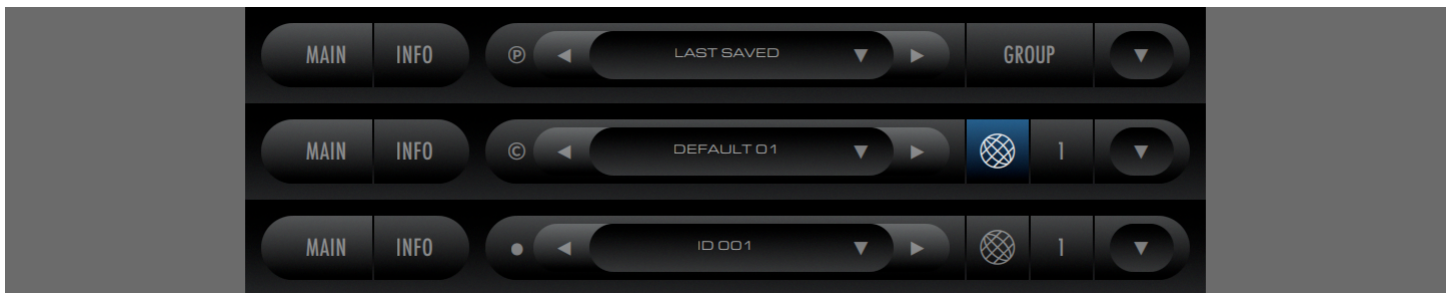 MAIN INFO Ⓟ LAST SAVED GROUP
MAIN INFO © DEFAULT 01 1
MAIN INFO ID 001 1